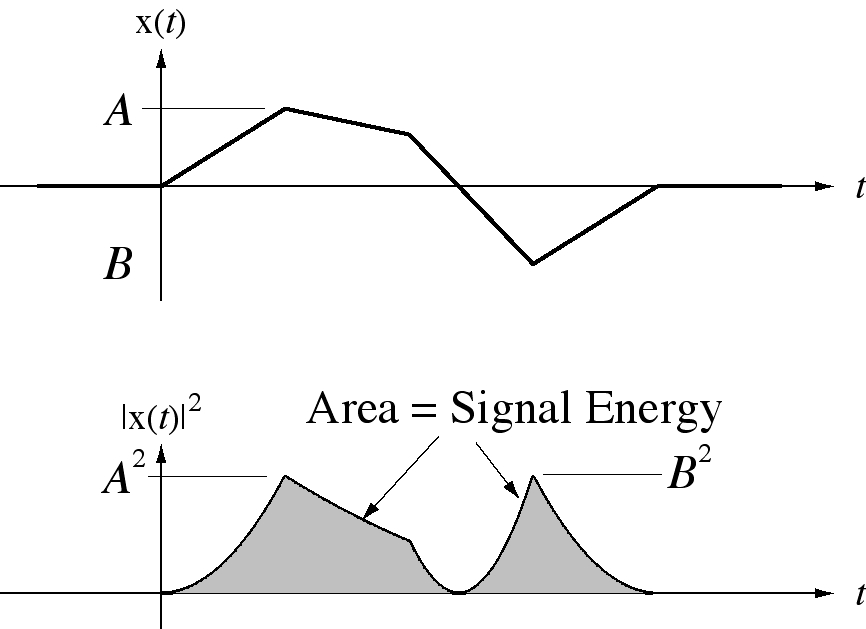 x(t)
A
t
B
|x(t)|²
Area = Signal Energy
A²
B²
t